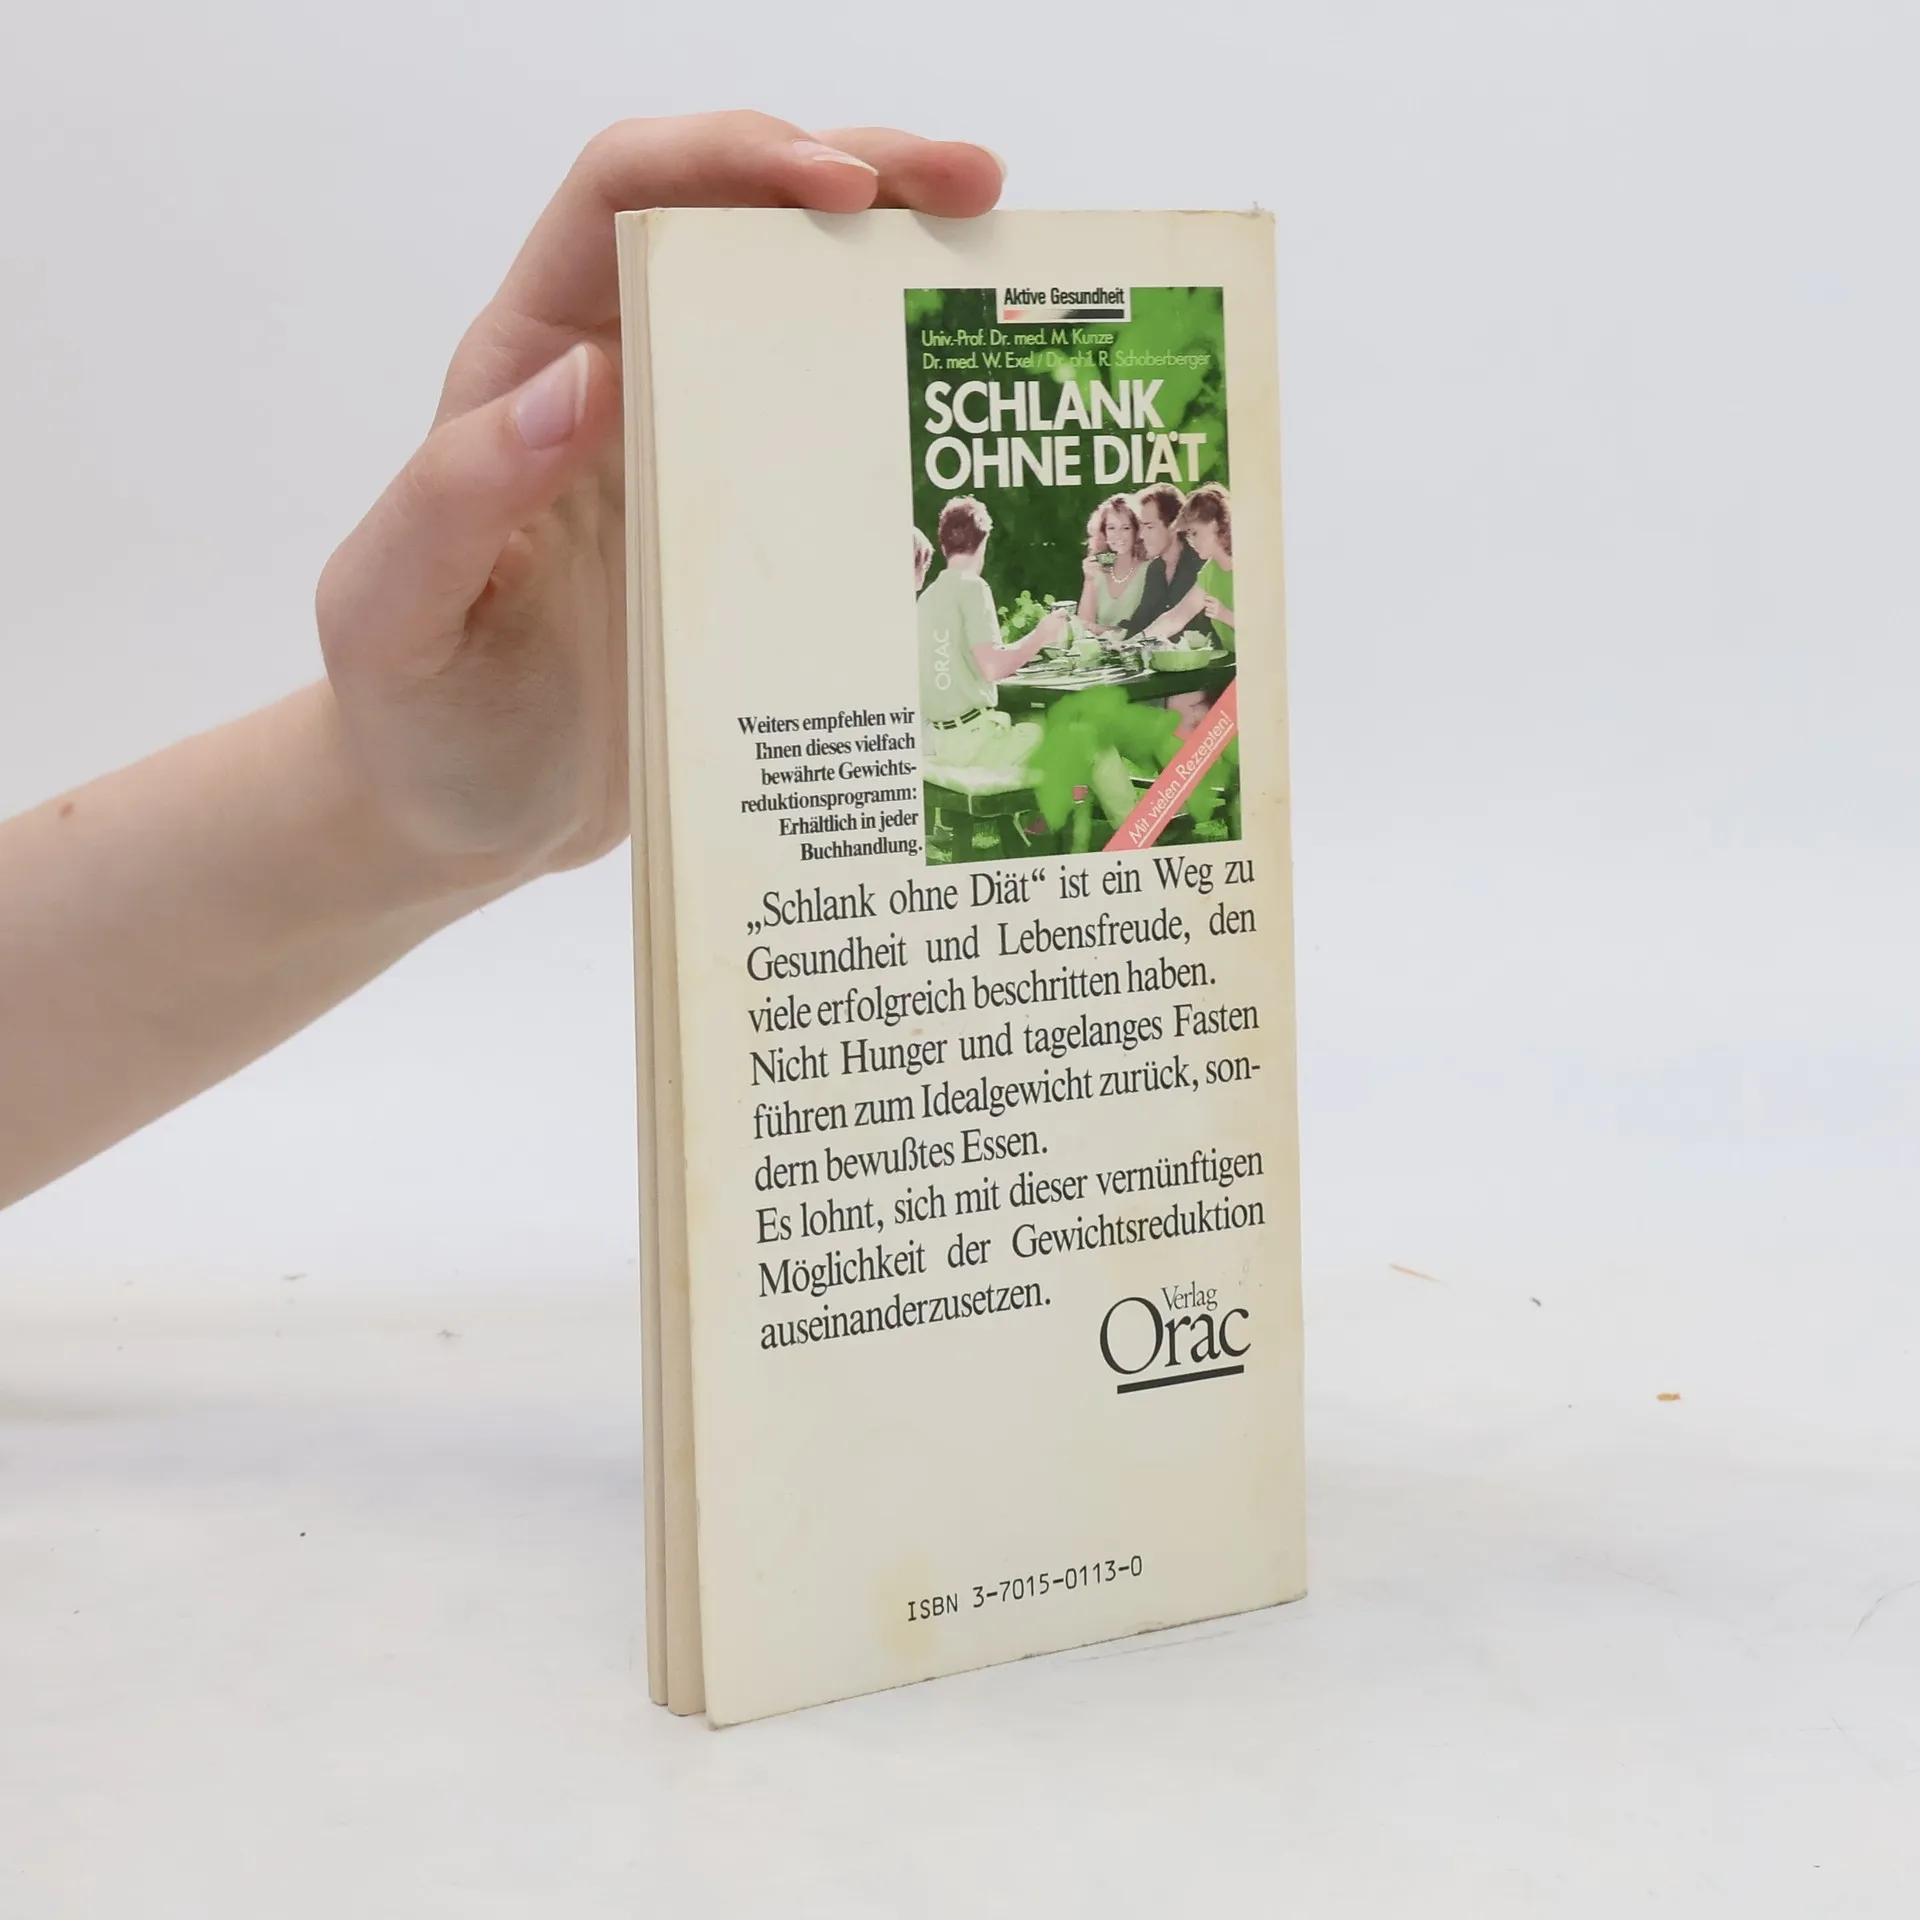 Aktive Gesundheit
Univ.-Prof. Dr. med. M. Kunze
Dr. med. W. Exel / Dr. phil. R. Schoberberger
SCHLANK
OHNE DIÄT
ORAC
Mit vielen Rezepten!
Weiters empfehlen wir
Ihnen dieses vielfach
bewährte Gewichts-
reduktionsprogramm:
Erhältlich in jeder
Buchhandlung.
„Schlank ohne Diät“ ist ein Weg zu
Gesundheit und Lebensfreude, den
viele erfolgreich beschritten haben.
Nicht Hunger und tagelanges Fasten
führen zum Idealgewicht zurück, son-
dern bewußtes Essen.
Es lohnt, sich mit dieser vernünftigen
Möglichkeit der Gewichtsreduktion
auseinanderzusetzen.
Verlag
Orac
ISBN 3-7015-0113-0